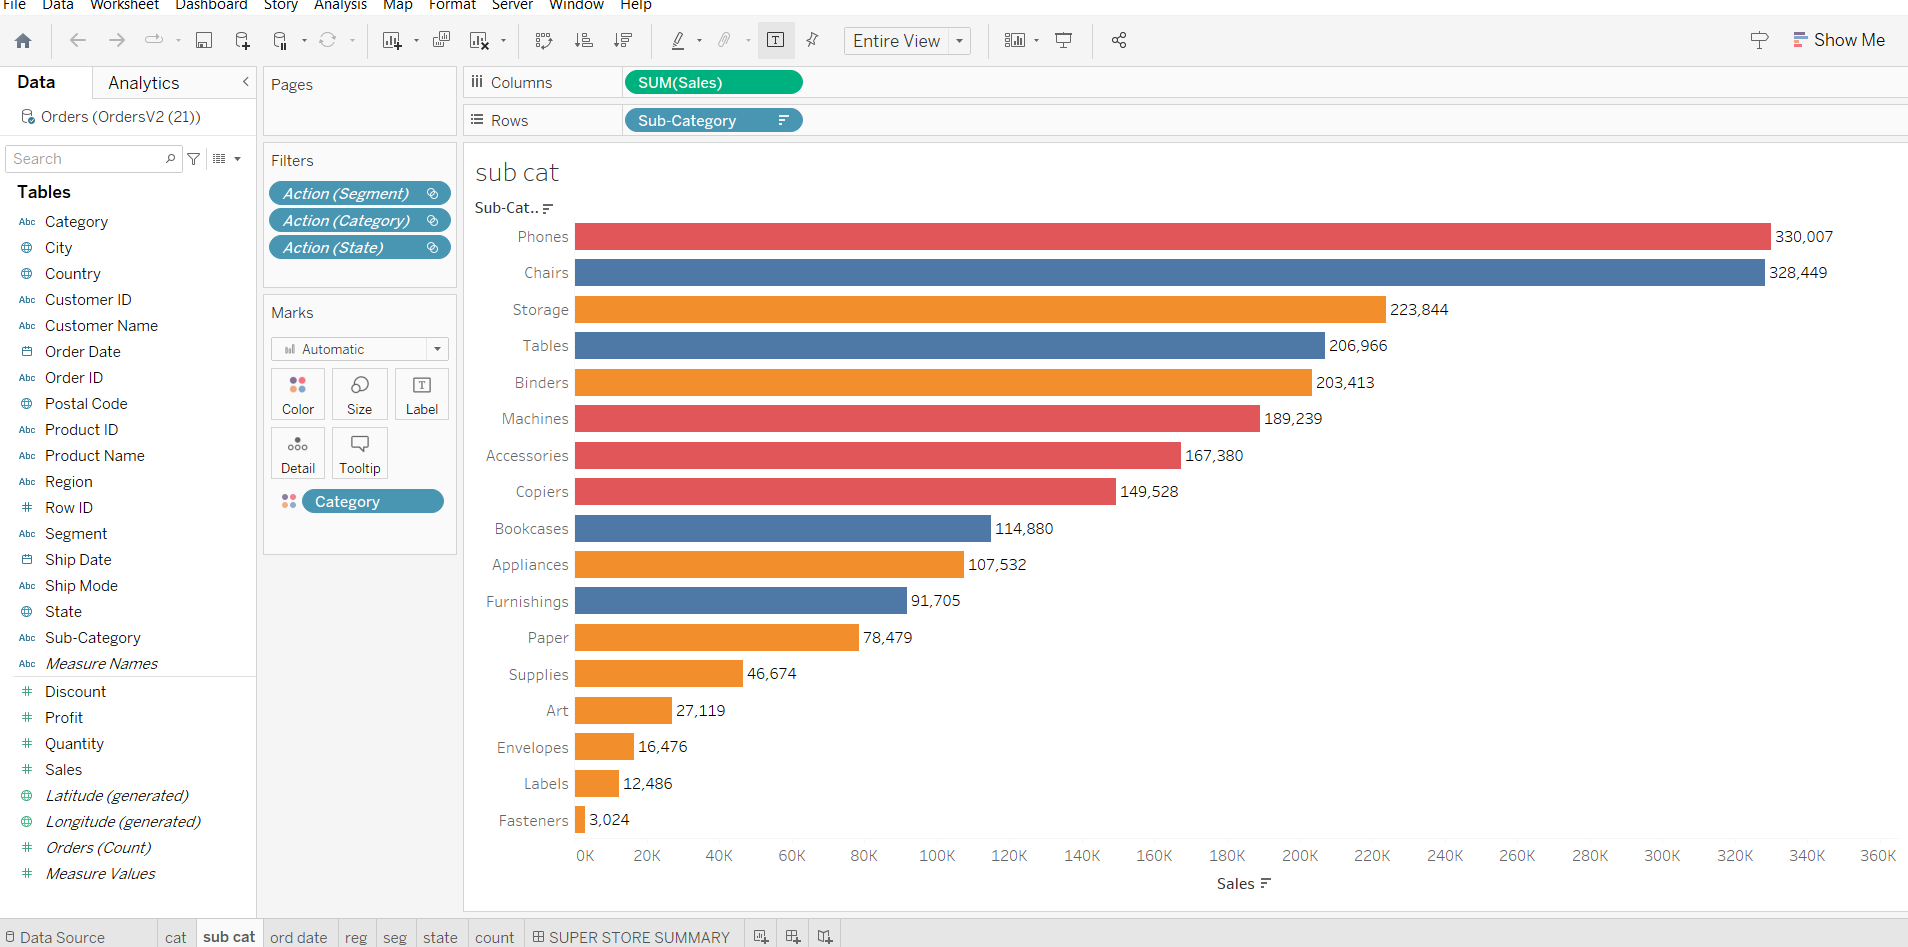 File Data Worksheet Dashboard Story Analysis Map Format Server Window Help
Entire View
Show Me
Data Analytics
Orders (OrdersV2 (21))
Search
Tables
Abc Category
City
Country
Abc Customer ID
Abc Customer Name
Order Date
Abc Order ID
Postal Code
Abc Product ID
Abc Product Name
Abc Region
# Row ID
Abc Segment
Ship Date
Abc Ship Mode
State
Abc Sub-Category
Abc Measure Names
# Discount
# Profit
# Quantity
# Sales
Latitude (generated)
Longitude (generated)
# Orders (Count)
# Measure Values
Pages
Filters
Action (Segment)
Action (Category)
Action (State)
Marks
Automatic
Color Size Label
Detail Tooltip
Category
Columns SUM(Sales)
Rows Sub-Category
sub cat
Sub-Cat..
Phones 330,007
Chairs 328,449
Storage 223,844
Tables 206,966
Binders 203,413
Machines 189,239
Accessories 167,380
Copiers 149,528
Bookcases 114,880
Appliances 107,532
Furnishings 91,705
Paper 78,479
Supplies 46,674
Art 27,119
Envelopes 16,476
Labels 12,486
Fasteners 3,024
0K 20K 40K 60K 80K 100K 120K 140K 160K 180K 200K 220K 240K 260K 280K 300K 320K 340K 360K
Sales
Data Source cat sub cat ord date reg seg state count SUPER STORE SUMMARY